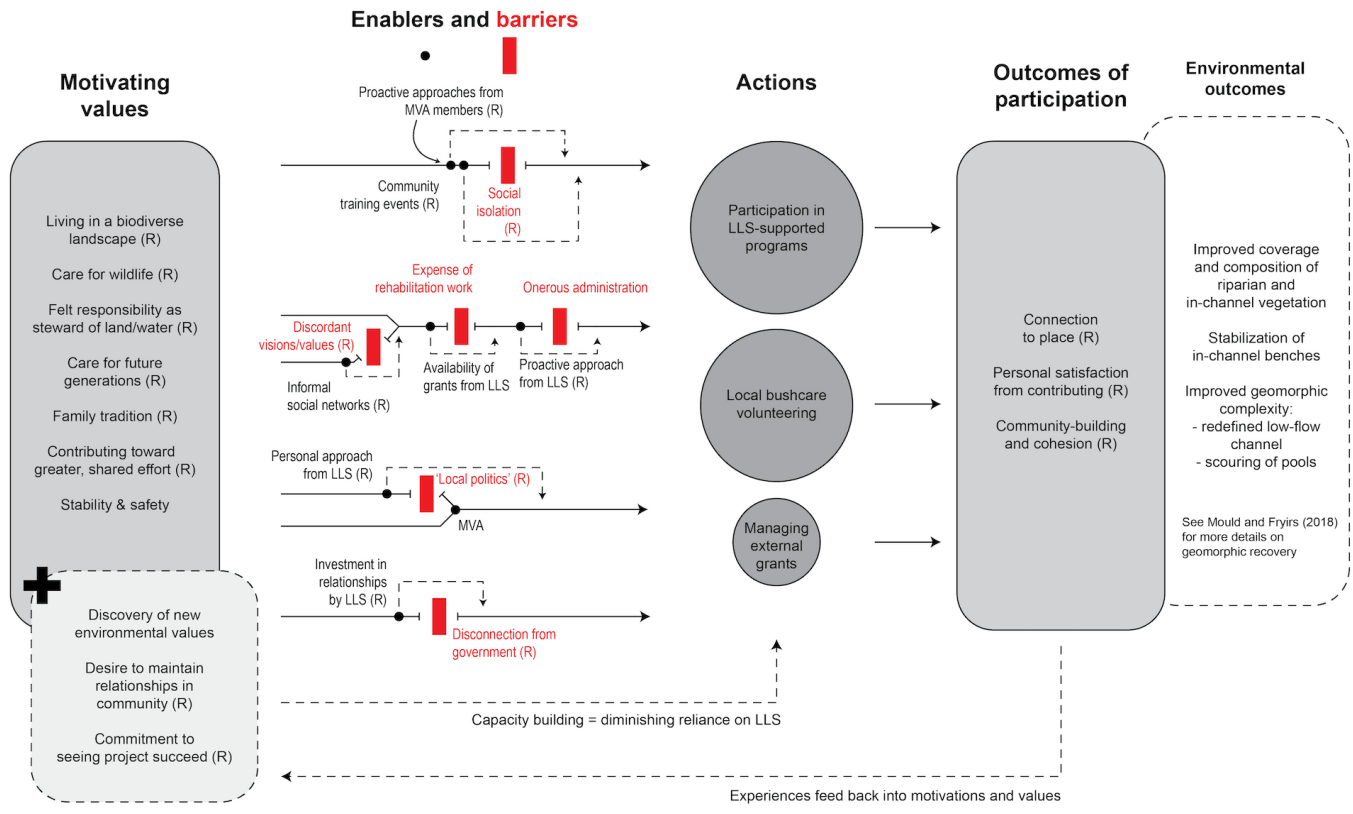 Enablers and barriers
Motivating
values
Living in a biodiverse
landscape (R)
Care for wildlife (R)
Felt responsibility as
steward of land/water (R)
Care for future
generations (R)
Family tradition (R)
Contributing toward
greater, shared effort (R)
Stability & safety
Discovery of new
environmental values
Desire to maintain
relationships in
community (R)
Commitment to
seeing project succeed (R)
Proactive approaches from
MVA members (R)
Community
training events (R)
Social
isolation
(R)
Expense of
rehabilitation work
Onerous administration
Discordant
visions/values (R)
Informal
social networks (R)
Availability of
grants from LLS
Proactive approach
from LLS (R)
Personal approach
from LLS (R)
'Local politics' (R)
MVA
Investment in
relationships
by LLS (R)
Disconnection from
government (R)
Capacity building = diminishing reliance on LLS
Experiences feed back into motivations and values
Actions
Participation in
LLS-supported
programs
Local bushcare
volunteering
Managing
external
grants
Outcomes of
participation
Connection
to place (R)
Personal satisfaction
from contributing (R)
Community-building
and cohesion (R)
Environmental
outcomes
Improved coverage
and composition of
riparian and
in-channel vegetation
Stabilization of
in-channel benches
Improved geomorphic
complexity:
- redefined low-flow
channel
- scouring of pools
See Mould and Fryirs (2018)
for more details on
geomorphic recovery